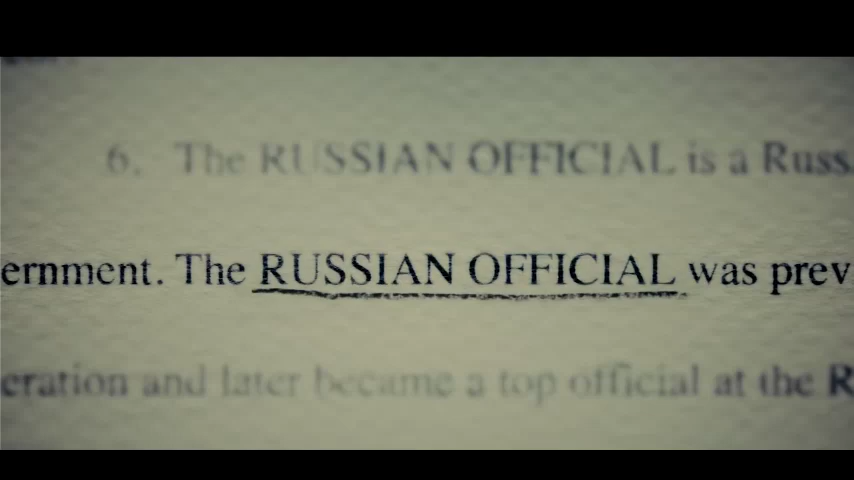 6. The RUSSIAN OFFICIAL is a Russ
ernment. The RUSSIAN OFFICIAL was prev
eration and later became a top official at the R